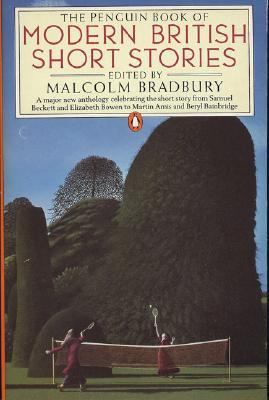 THE PENGUIN BOOK OF
MODERN BRITISH
SHORT STORIES
EDITED BY
MALCOLM BRADBURY
A major new anthology celebrating the short story from Samuel
Beckett and Elizabeth Bowen to Martin Amis and Beryl Bainbridge